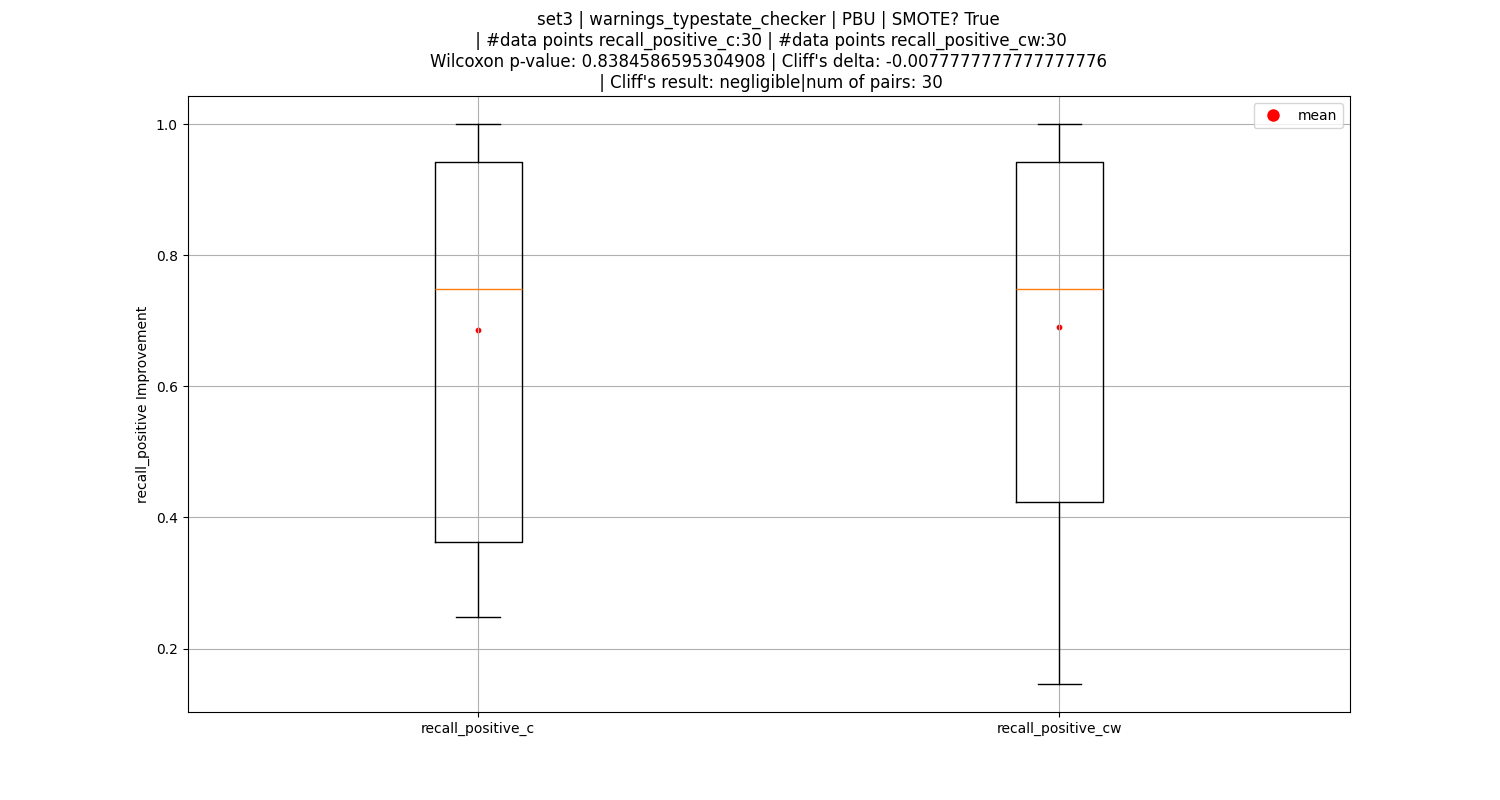 set3 | warnings_typestate_checker | PBU | SMOTE? True
| #data points recall_positive_c:30 | #data points recall_positive_cw:30
Wilcoxon p-value: 0.8384586595304908 | Cliff's delta: -0.0077777777777777776
| Cliff's result: negligible|num of pairs: 30
mean
1.0
0.8
0.6
0.4
0.2
recall_positive Improvement
recall_positive_c
recall_positive_cw